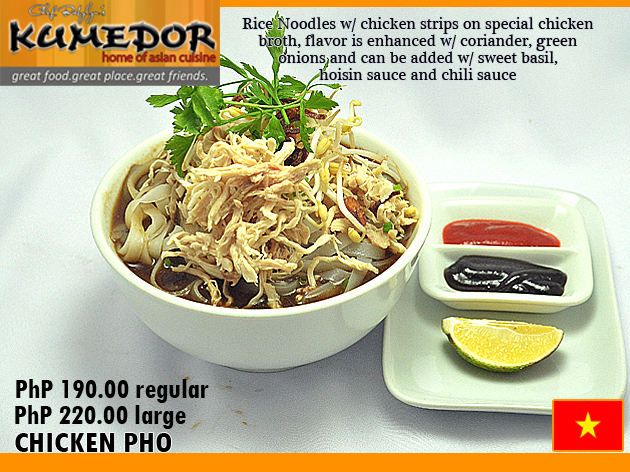 KUMEDOR
home of asian cuisine
great food.great place.great friends.
Rice Noodles w/ chicken strips on special chicken
broth, flavor is enhanced w/ coriander, green
onions and can be added w/ sweet basil,
hoisin sauce and chili sauce
PhP 190.00 regular
PhP 220.00 large
CHICKEN PHO